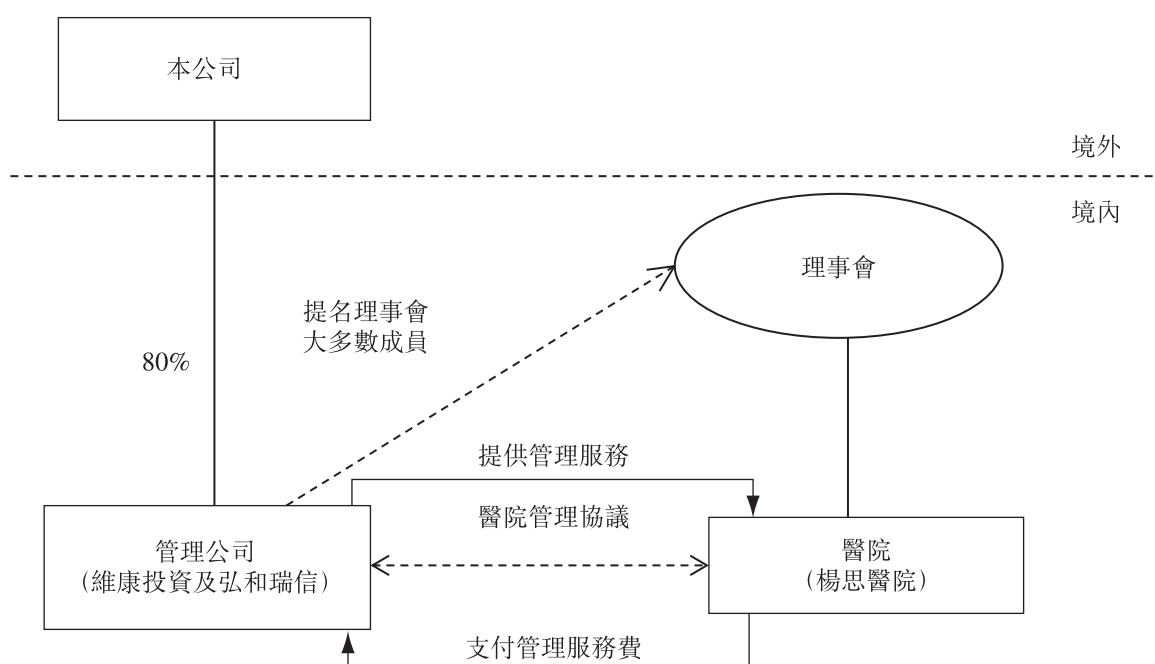 本公司
境外
境內
理事會
提名理事會
大多數成員
80%
提供管理服務
醫院管理協議
管理公司
（維康投資及弘和瑞信）
醫院
（楊思醫院）
支付管理服務費